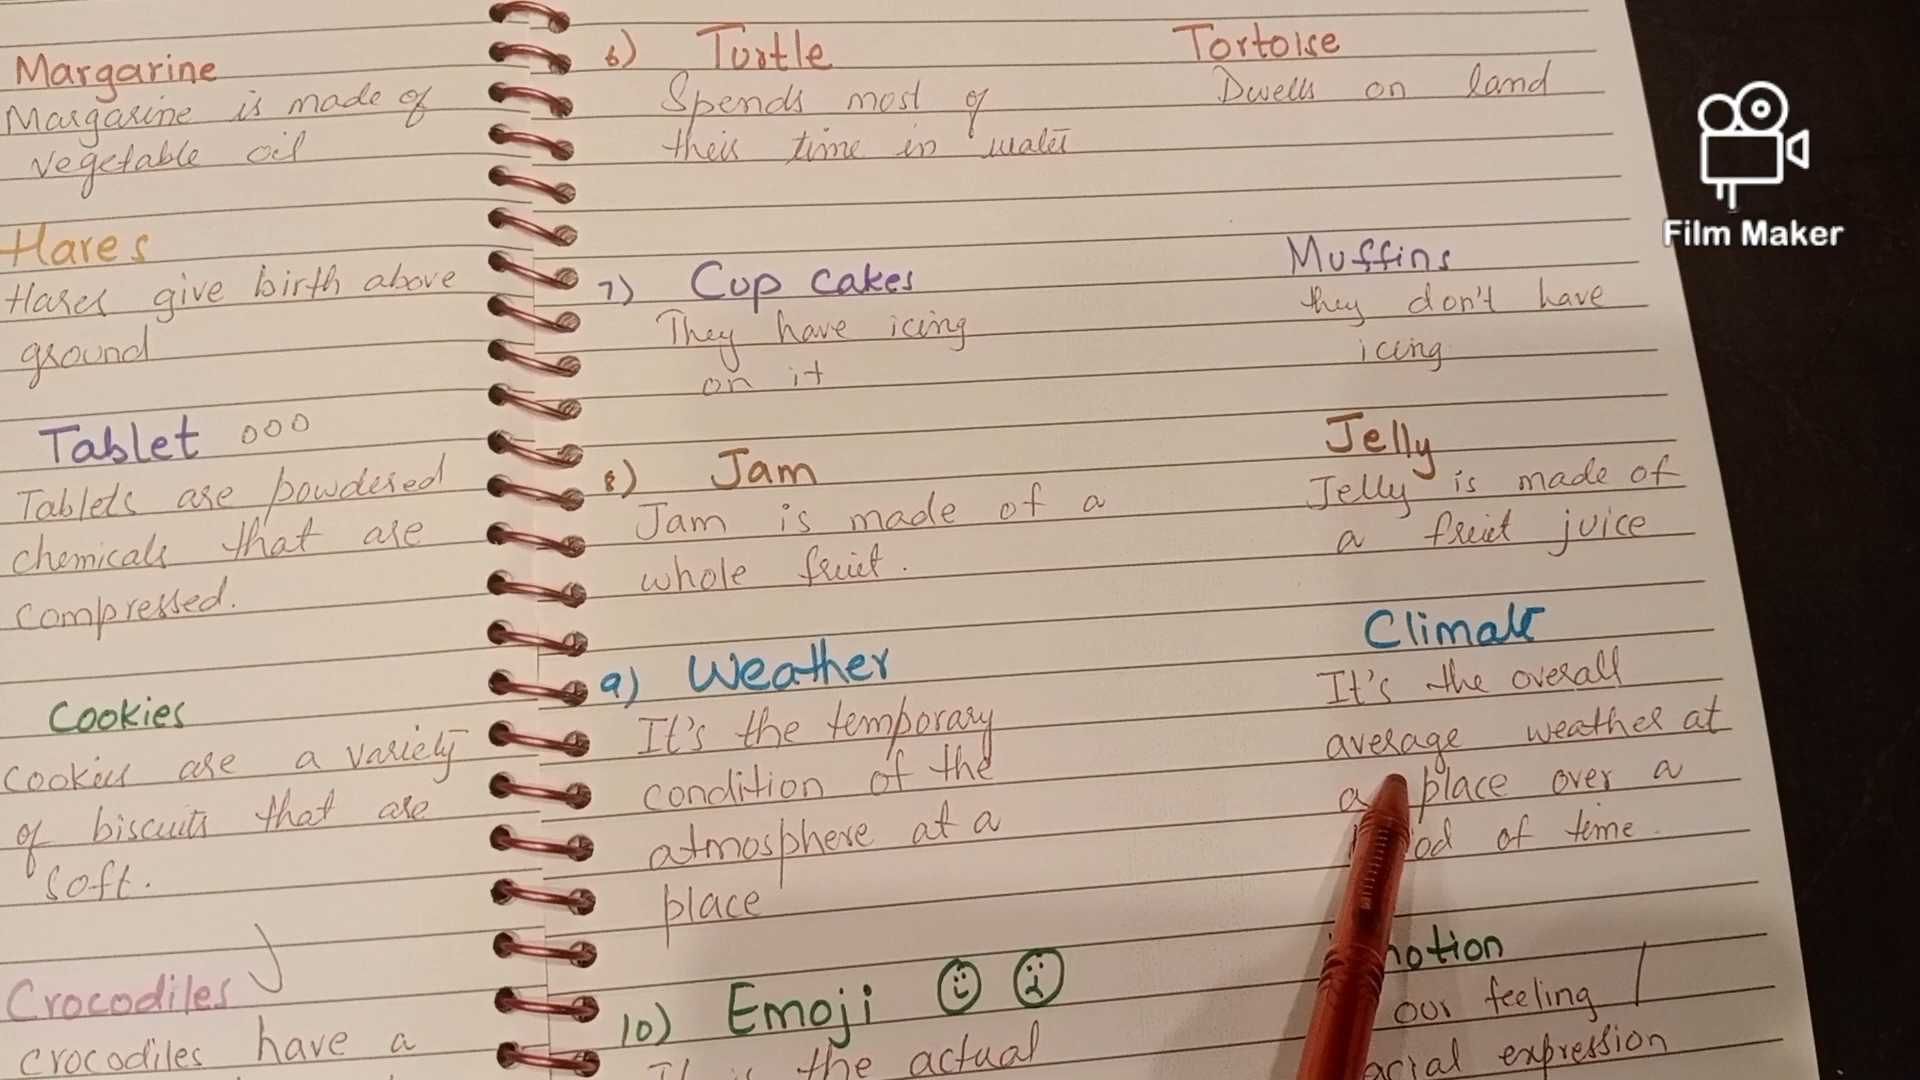 Margarine
Margarine is made of
vegetable oil
Hares
Hares give birth above
ground
Tablet
Tablets are powdered
chemicals that are
compressed.
Cookies
Cookies are a variety
of biscuits that are
soft.
Crocodiles
Crocodiles have a
6) Turtle
Spends most of
their time in water
Tortoise
Dwells on land
7) Cup cakes
They have icing
on it
Muffins
they don't have
icing
8) Jam
Jam is made of a
whole fruit.
Jelly
Jelly is made of
a fruit juice
9) Weather
It's the temporary
condition of the
atmosphere at a
place
Climate
It's the overall
average weather at
a place over a
of time
10) Emoji
the actual
our feeling
expression
Film Maker